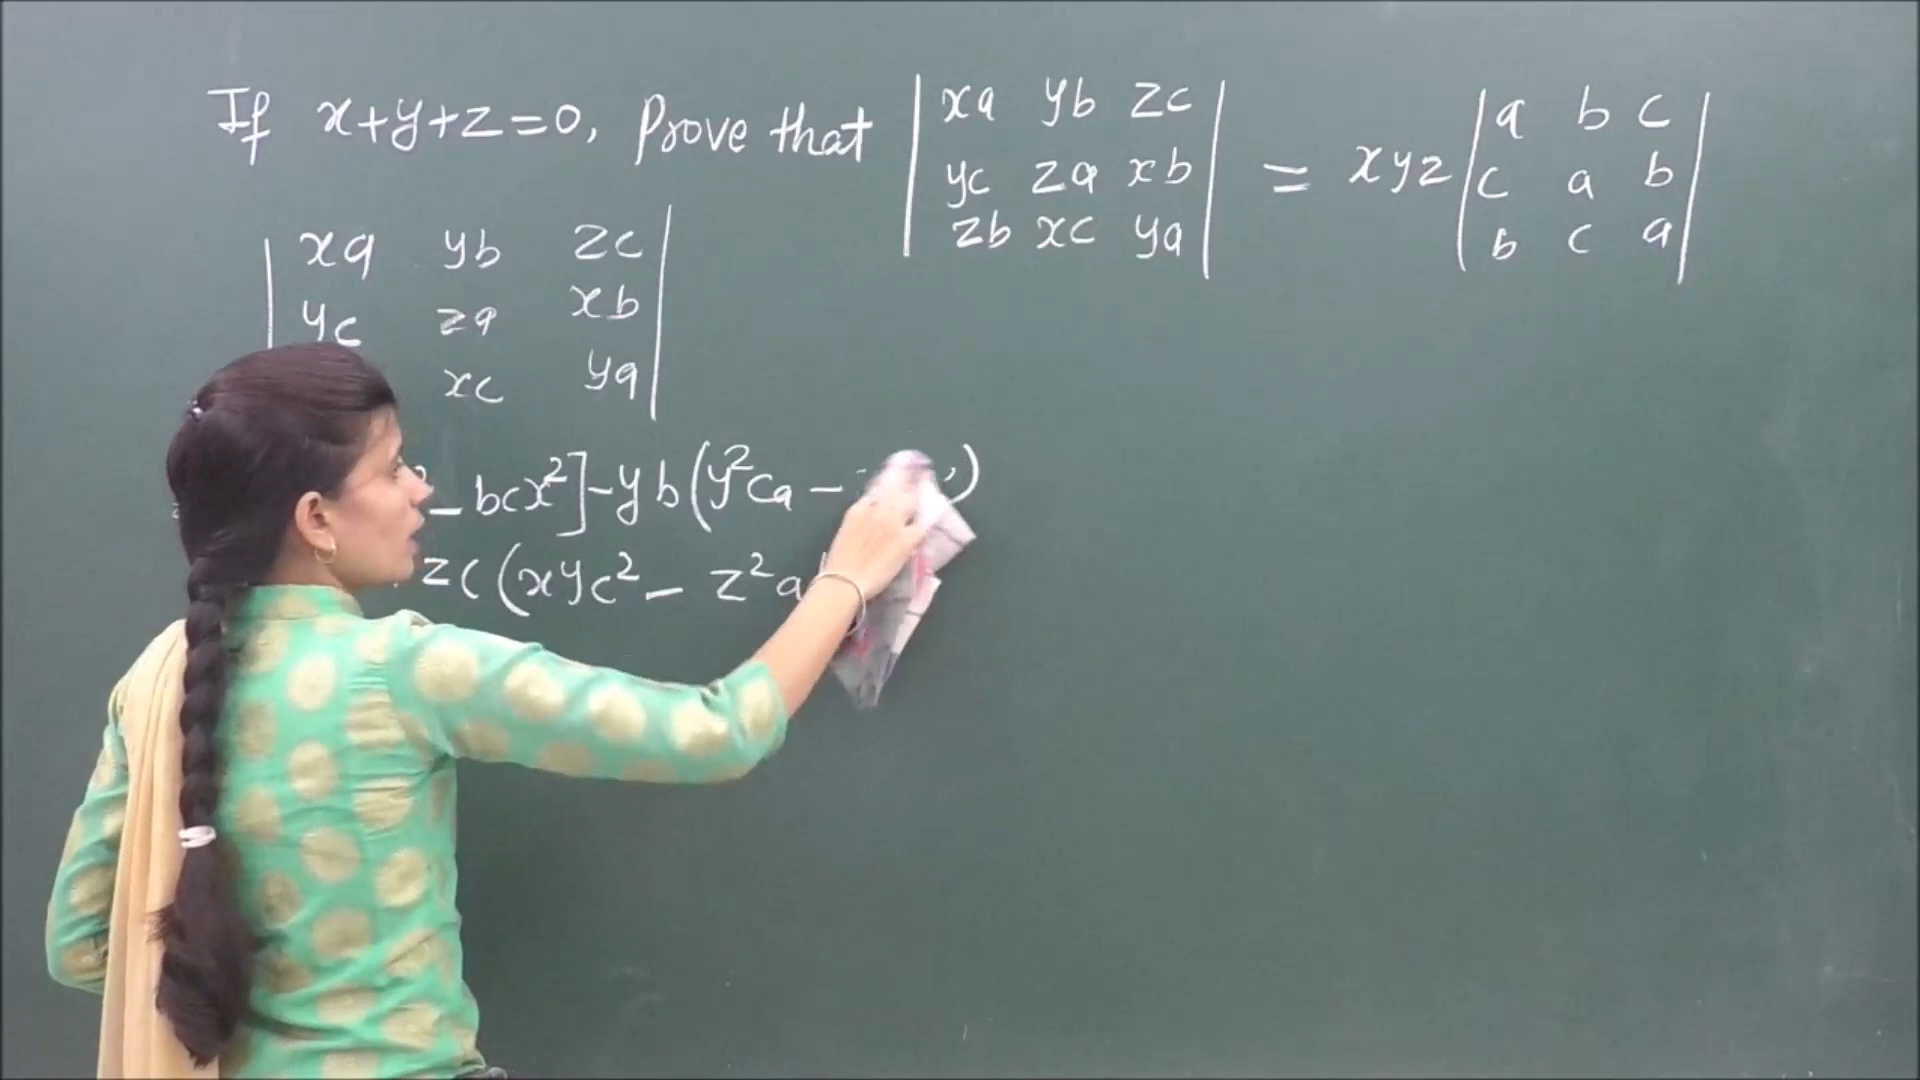 If x+y+z=0, Prove that | xa yb zc | = xyz | a b c |
| yc za xb | | c a b |
| zb xc ya | | b c a |
| xa yb zc |
| yc za xb |
xc ya |
2 - bcx²] - yb (y²ca - )
zc (xyc² - z²a